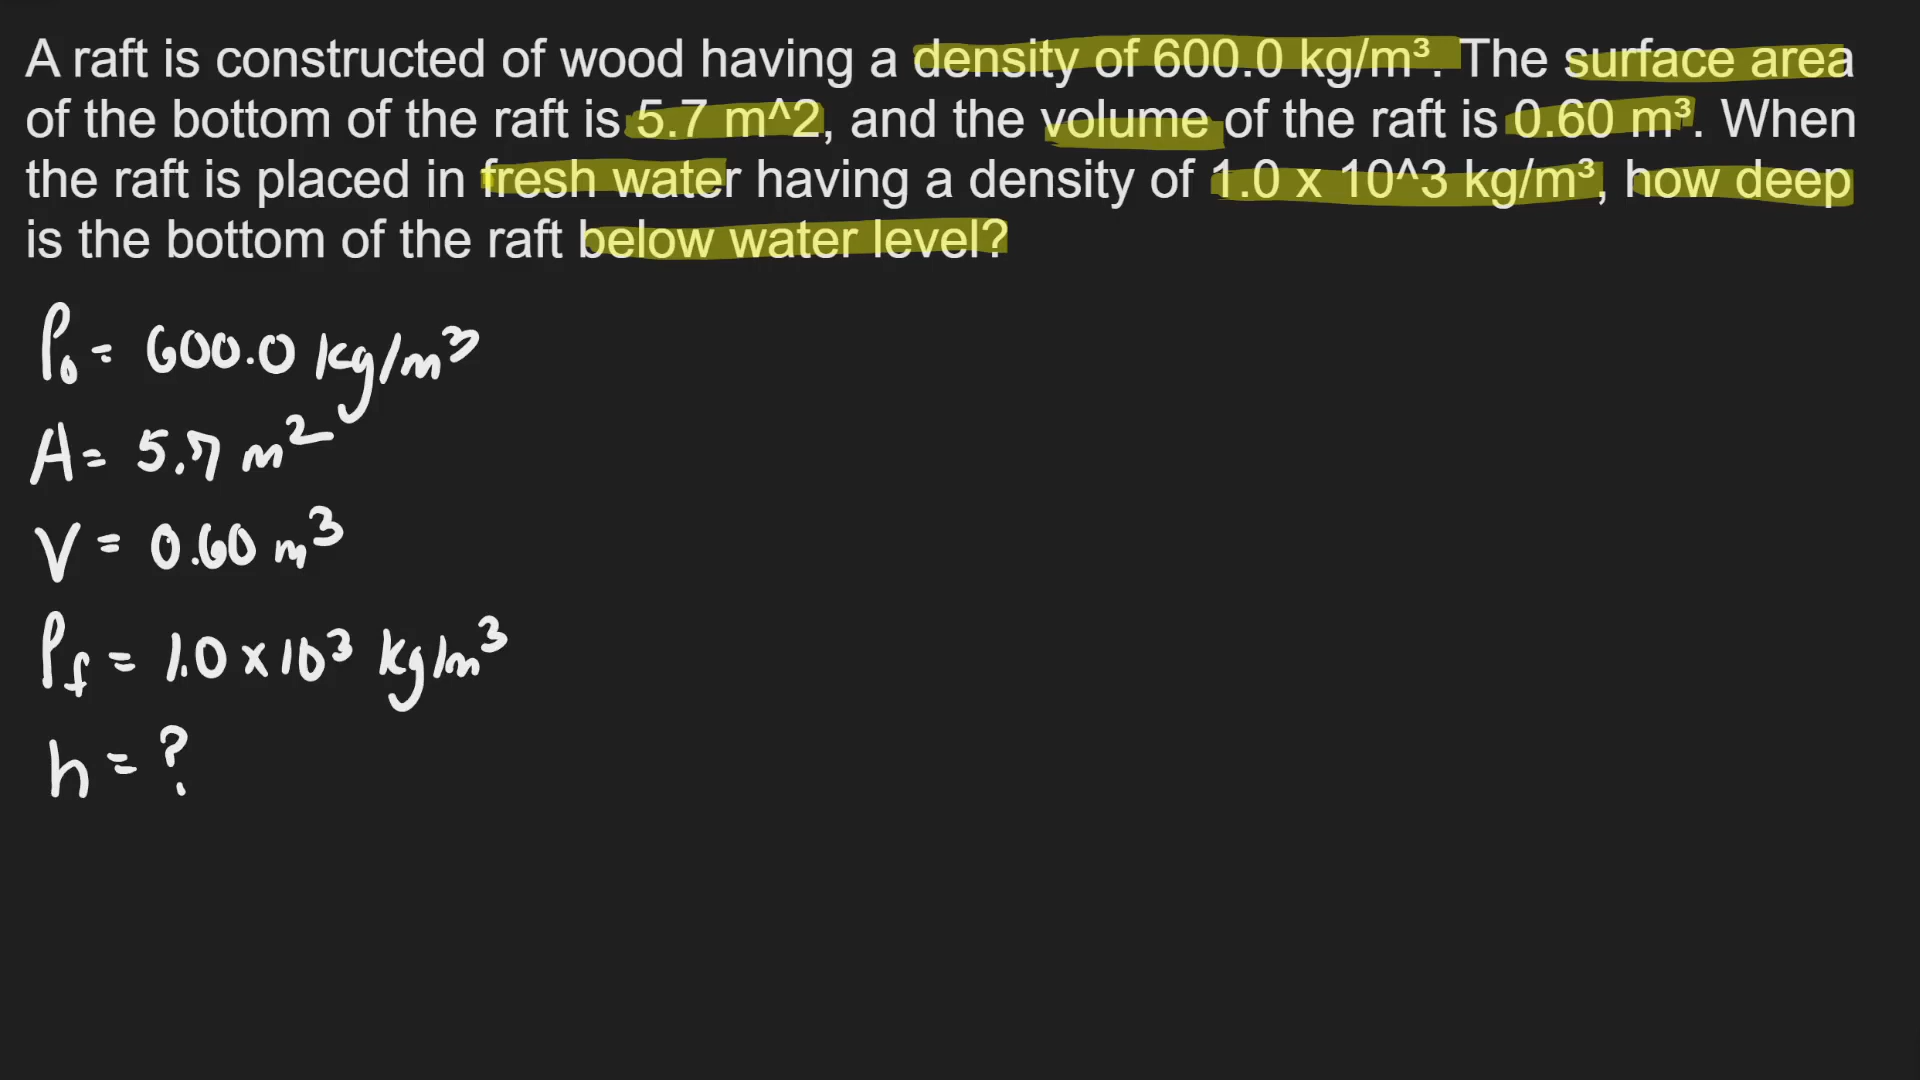 A raft is constructed of wood having a density of 600.0 kg/m³. The surface area
of the bottom of the raft is 5.7 m^2, and the volume of the raft is 0.60 m³. When
the raft is placed in fresh water having a density of 1.0 x 10^3 kg/m³, how deep
is the bottom of the raft below water level?
ρ₀ = 600.0 kg/m³
A = 5.7 m²
V = 0.60 m³
ρf = 1.0 x 10³ kg/m³
h = ?